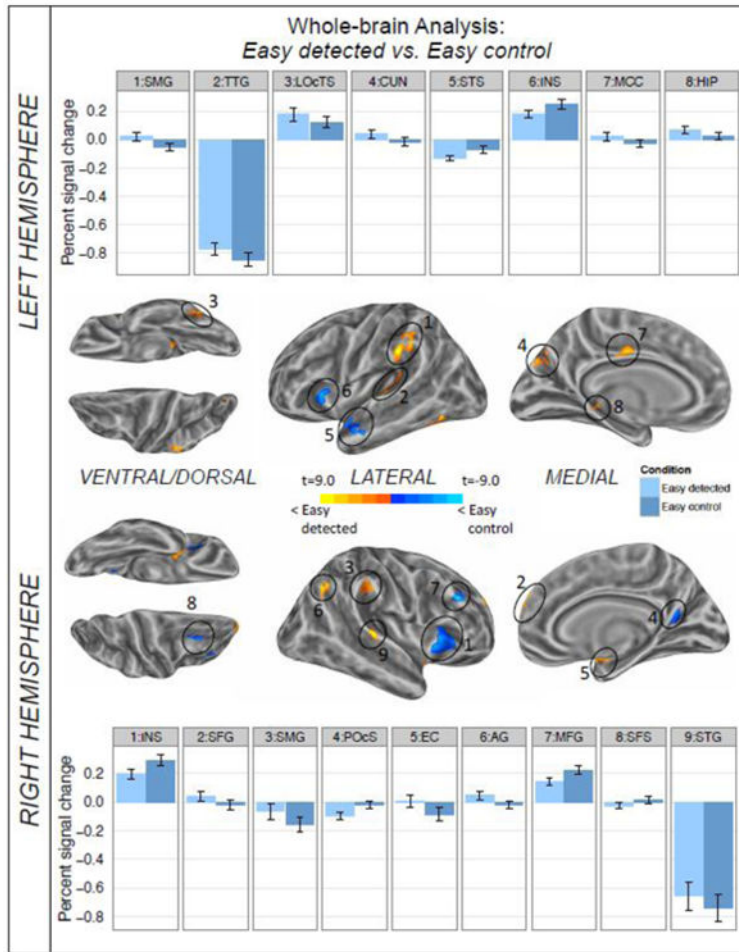 Whole-brain Analysis:
Easy detected vs. Easy control
LEFT HEMISPHERE
1:SMG 2:TTG 3:LOcTS 4:CUN 5:STS 6:INS 7:MCC 8:HIP
Percent signal change
0.2
0.0
−0.2
−0.4
−0.6
−0.8
3
1
2
6
5
4
7
8
VENTRAL/DORSAL
t=9.0 LATERAL t=-9.0
< Easy detected
< Easy control
MEDIAL
Condition
Easy detected
Easy control
RIGHT HEMISPHERE
8
6
3
9
7
1
2
4
5
1:INS 2:SFG 3:SMG 4:POcS 5:EC 6:AG 7:MFG 8:SFS 9:STG
Percent signal change
0.2
0.0
−0.2
−0.4
−0.6
−0.8